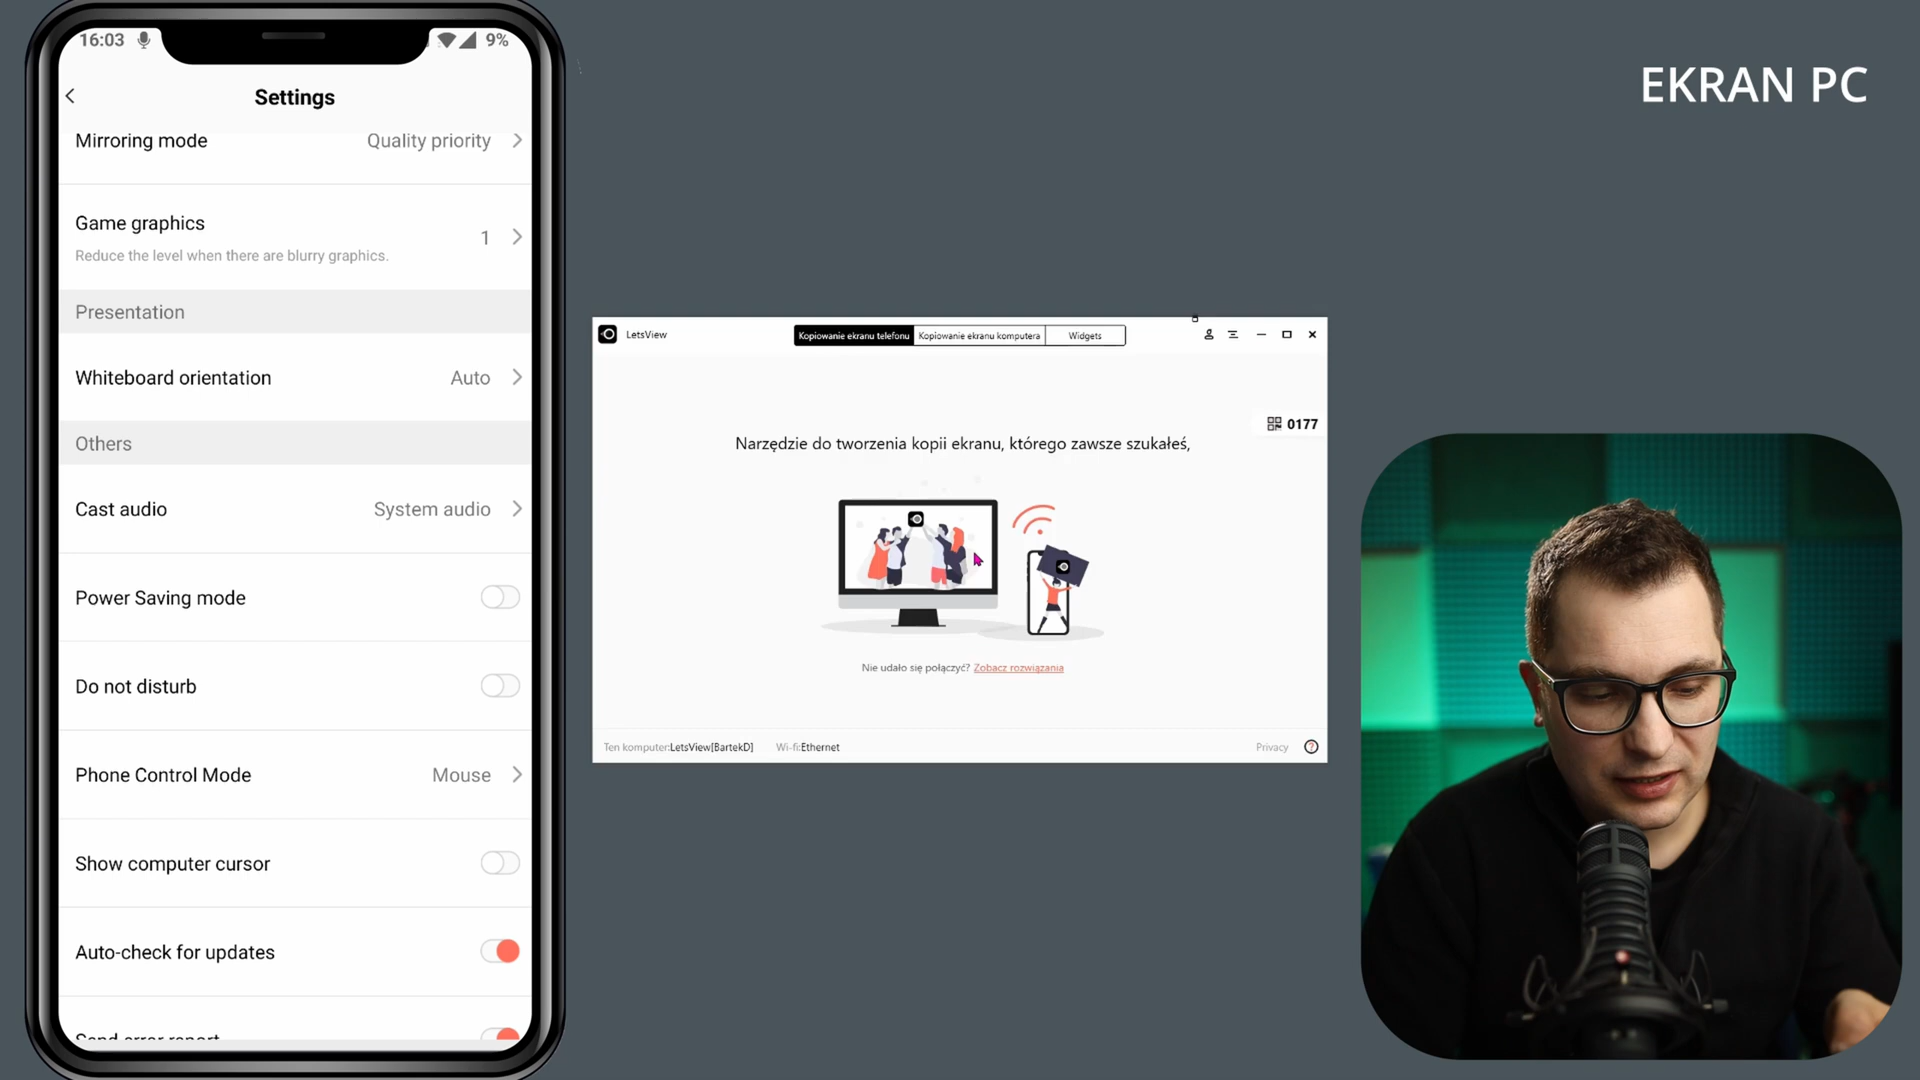 16:03
9%
Settings
Mirroring mode Quality priority
Game graphics
1
Reduce the level when there are blurry graphics.
Presentation
Whiteboard orientation Auto
Others
Cast audio System audio
Power Saving mode
Do not disturb
Phone Control Mode Mouse
Show computer cursor
Auto-check for updates
Send error report
EKRAN PC
LetsView
Kopiowanie ekranu telefonu Kopiowanie ekranu komputera Widgets
0177
Narzędzie do tworzenia kopii ekranu, którego zawsze szukałeś,
Nie udało się połączyć? Zobacz rozwiązania
Ten komputer:LetsView[BartekD] Wi-fi:Ethernet
Privacy ?